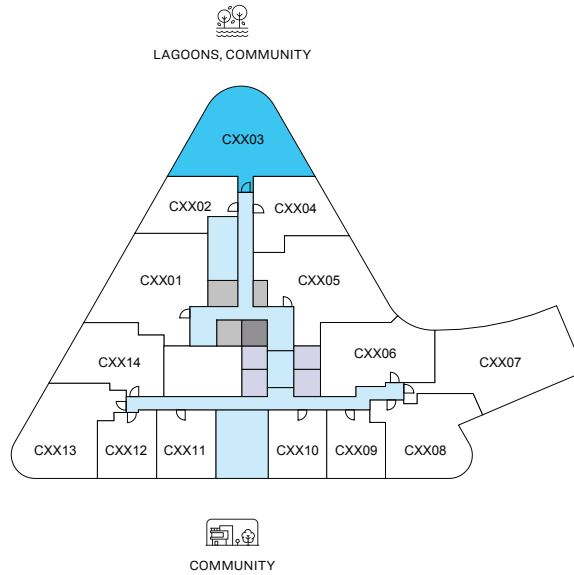 LAGOONS, COMMUNITY
CXX03
CXX02
CXX04
CXX01
CXX05
CXX14
CXX06
CXX07
CXX13
CXX12
CXX11
CXX10
CXX09
CXX08
COMMUNITY